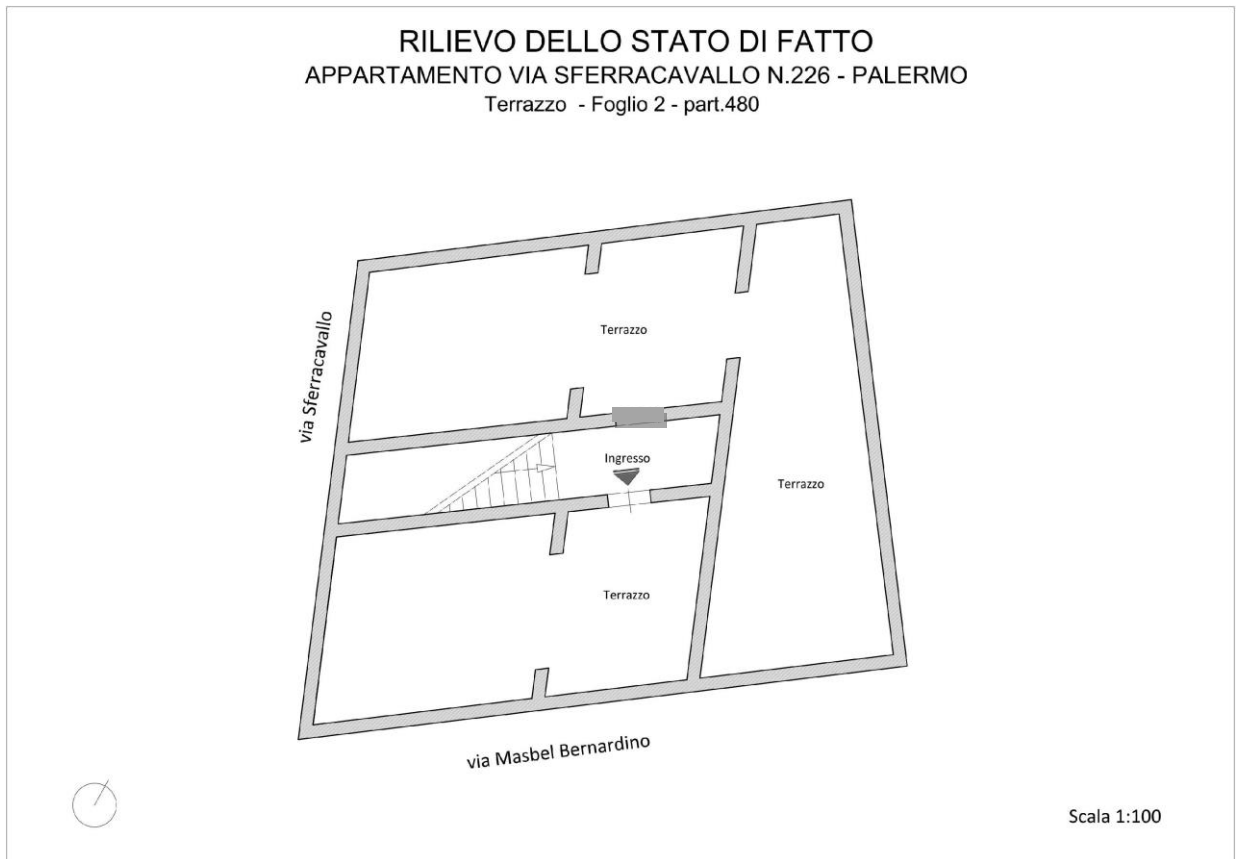 RILIEVO DELLO STATO DI FATTO
APPARTAMENTO VIA SFERRACAVALLO N.226 - PALERMO
Terrazzo - Foglio 2 - part.480
Terrazzo
via Sferracavallo
Ingresso
Terrazzo
Terrazzo
via Masbel Bernardino
Scala 1:100